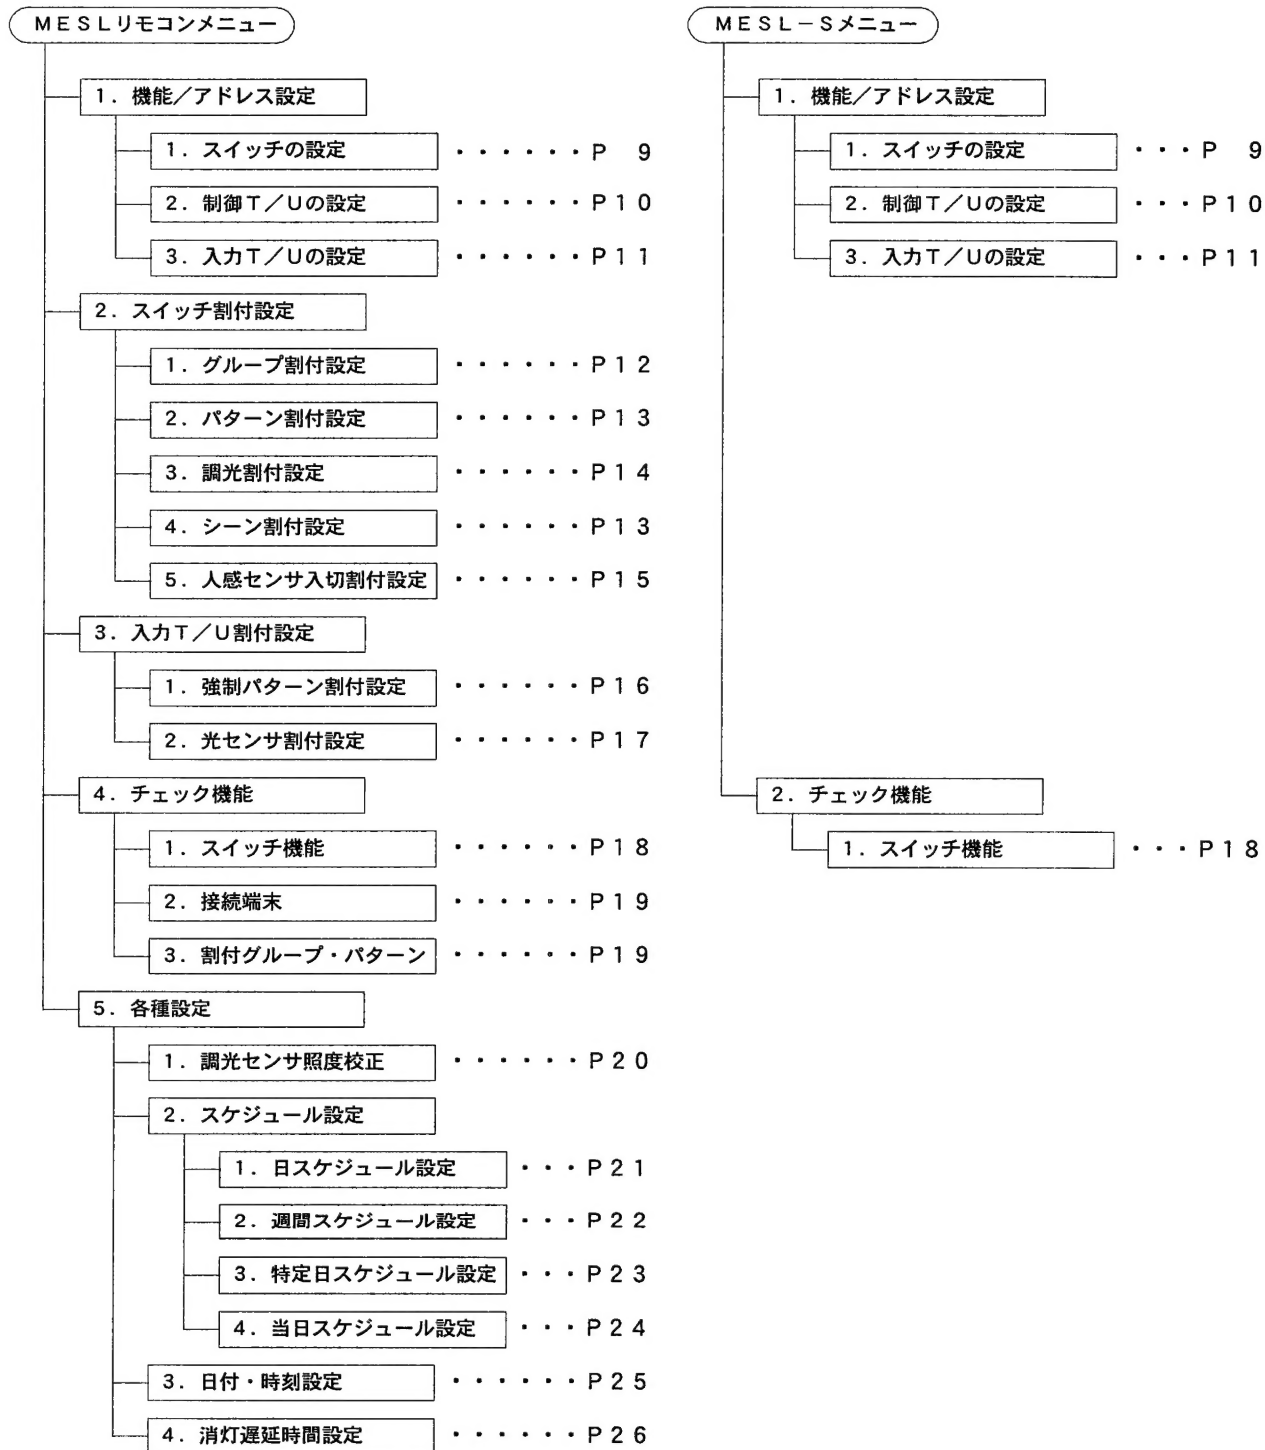 MESLリモコンメニュー
1．機能／アドレス設定
1．スイッチの設定 ・・・・・・P 9
2．制御T／Uの設定 ・・・・・・P10
3．入力T／Uの設定 ・・・・・・P11
2．スイッチ割付設定
1．グループ割付設定 ・・・・・・P12
2．パターン割付設定 ・・・・・・P13
3．調光割付設定 ・・・・・・P14
4．シーン割付設定 ・・・・・・P13
5．人感センサ入切割付設定 ・・・・・・P15
3．入力T／U割付設定
1．強制パターン割付設定 ・・・・・・P16
2．光センサ割付設定 ・・・・・・P17
4．チェック機能
1．スイッチ機能 ・・・・・・P18
2．接続端末 ・・・・・・P19
3．割付グループ・パターン ・・・・・・P19
5．各種設定
1．調光センサ照度校正 ・・・・・・P20
2．スケジュール設定
1．日スケジュール設定 ・・・P21
2．週間スケジュール設定 ・・・P22
3．特定日スケジュール設定 ・・・P23
4．当日スケジュール設定 ・・・P24
3．日付・時刻設定 ・・・・・・P25
4．消灯遅延時間設定 ・・・・・・P26
MESL－Sメニュー
1．機能／アドレス設定
1．スイッチの設定 ・・・P 9
2．制御T／Uの設定 ・・・P10
3．入力T／Uの設定 ・・・P11
2．チェック機能
1．スイッチ機能 ・・・P18